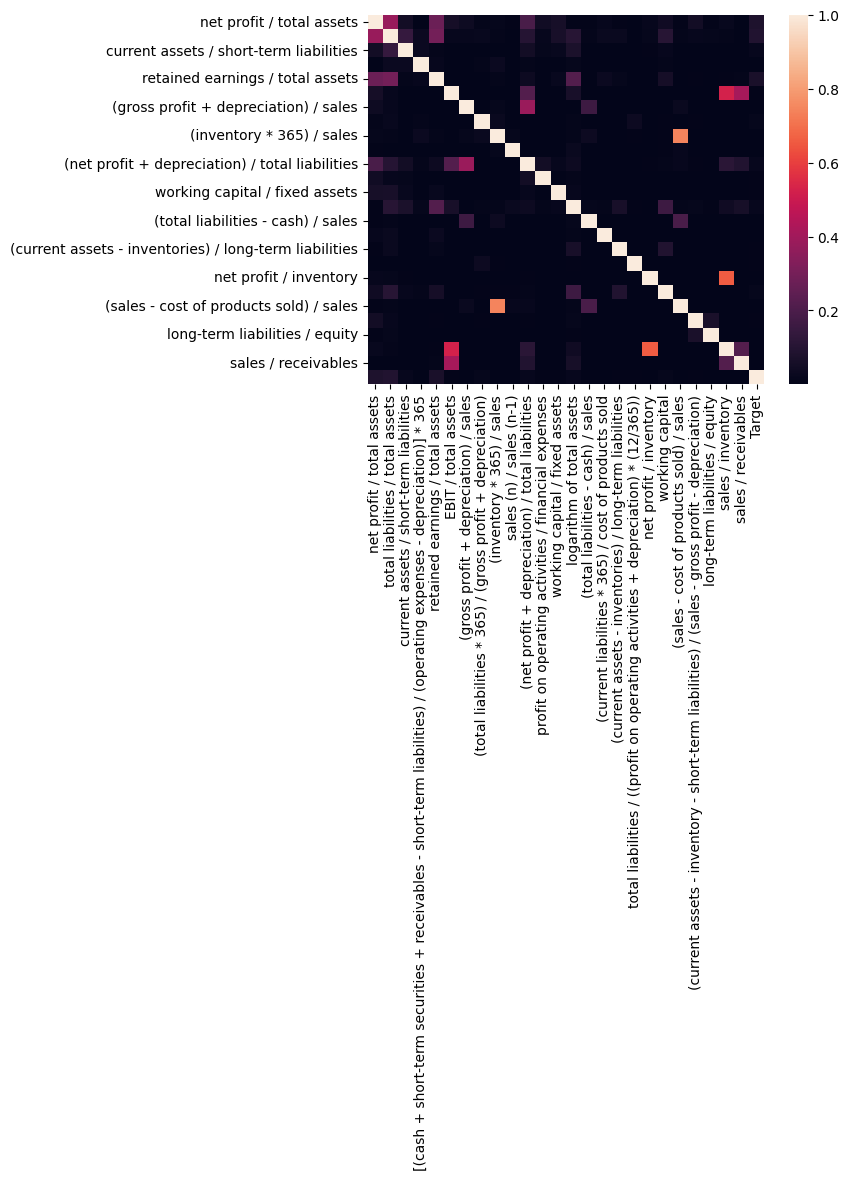 net profit / total assets
current assets / short-term liabilities
retained earnings / total assets
(gross profit + depreciation) / sales
(inventory * 365) / sales
(net profit + depreciation) / total liabilities
working capital / fixed assets
(total liabilities - cash) / sales
(current assets - inventories) / long-term liabilities
net profit / inventory
(sales - cost of products sold) / sales
long-term liabilities / equity
sales / receivables
1.0
0.8
0.6
0.4
0.2
net profit / total assets
total liabilities / total assets
current assets / short-term liabilities
[(cash + short-term securities + receivables - short-term liabilities) / (operating expenses - depreciation)] * 365
retained earnings / total assets
EBIT / total assets
(gross profit + depreciation) / sales
(total liabilities * 365) / (gross profit + depreciation)
(inventory * 365) / sales
sales (n) / sales (n-1)
(net profit + depreciation) / total liabilities
profit on operating activities / financial expenses
working capital / fixed assets
logarithm of total assets
(total liabilities - cash) / sales
(current liabilities * 365) / cost of products sold
(current assets - inventories) / long-term liabilities
total liabilities / ((profit on operating activities + depreciation) * (12/365))
net profit / inventory
working capital
(sales - cost of products sold) / sales
(current assets - inventory - short-term liabilities) / (sales - gross profit - depreciation)
long-term liabilities / equity
sales / inventory
sales / receivables
Target